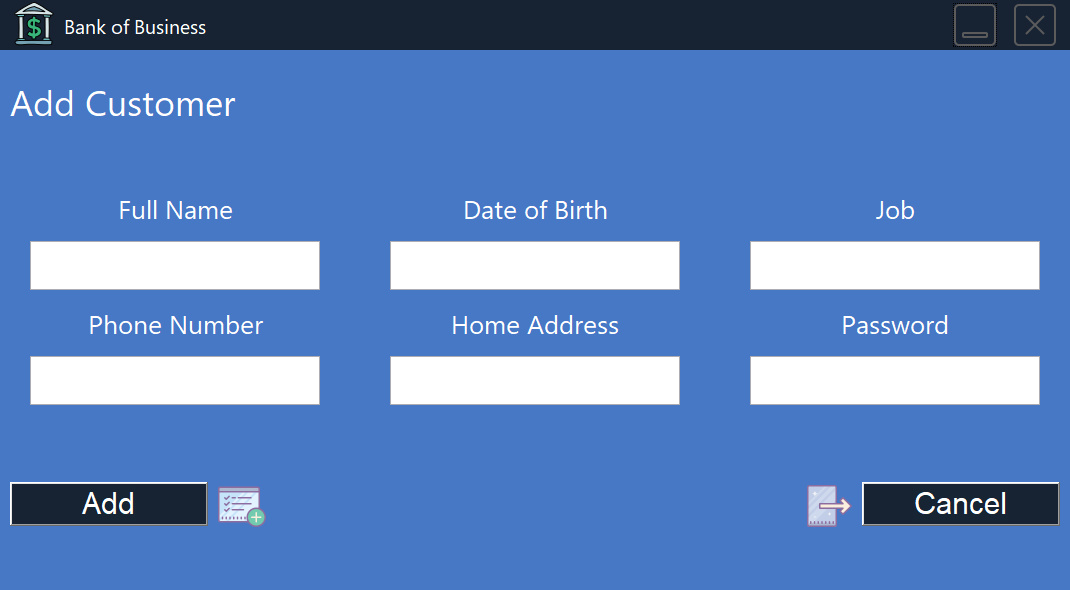 Bank of Business
Add Customer
Full Name
Date of Birth
Job
Phone Number
Home Address
Password
Add
Cancel